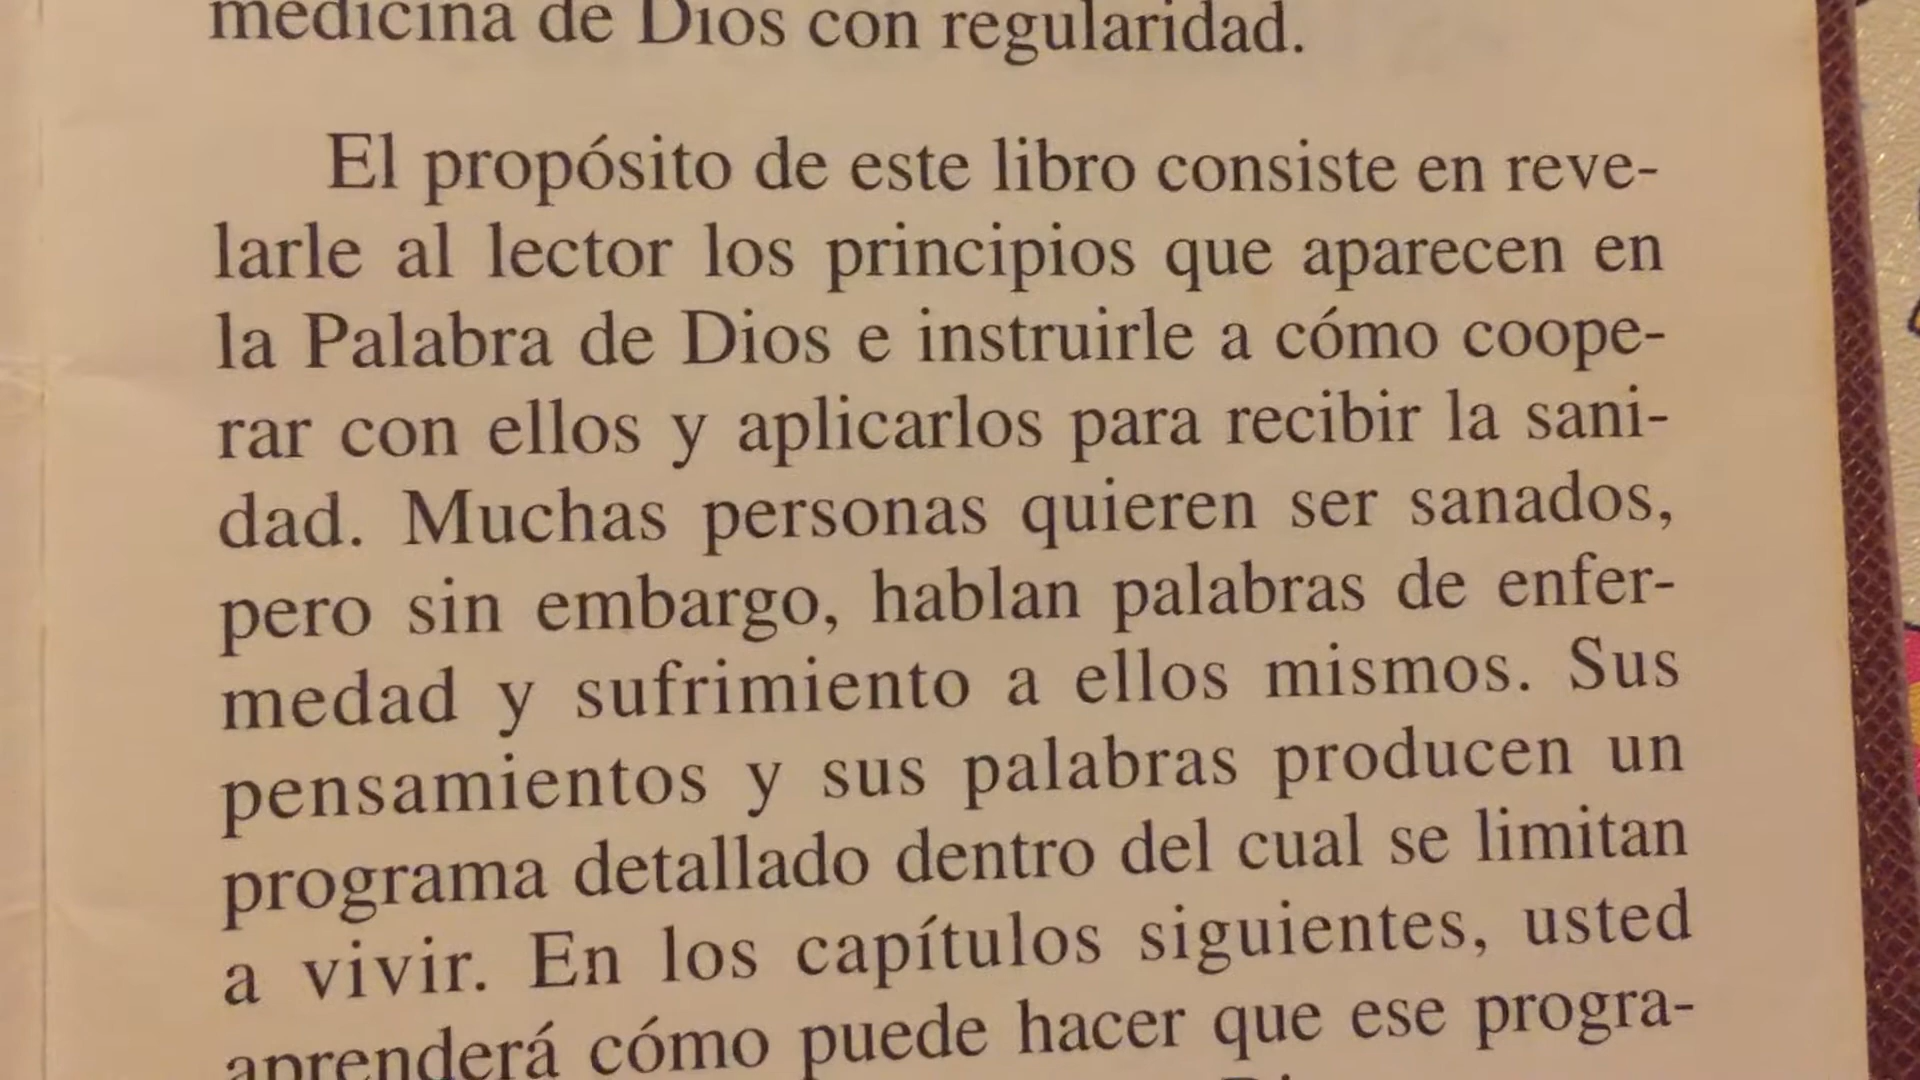 medicina de Dios con regularidad.
El propósito de este libro consiste en reve-
larle al lector los principios que aparecen en
la Palabra de Dios e instruirle a cómo coope-
rar con ellos y aplicarlos para recibir la sani-
dad. Muchas personas quieren ser sanados,
pero sin embargo, hablan palabras de enfer-
medad y sufrimiento a ellos mismos. Sus
pensamientos y sus palabras producen un
programa detallado dentro del cual se limitan
a vivir. En los capítulos siguientes, usted
aprenderá cómo puede hacer que ese progra-